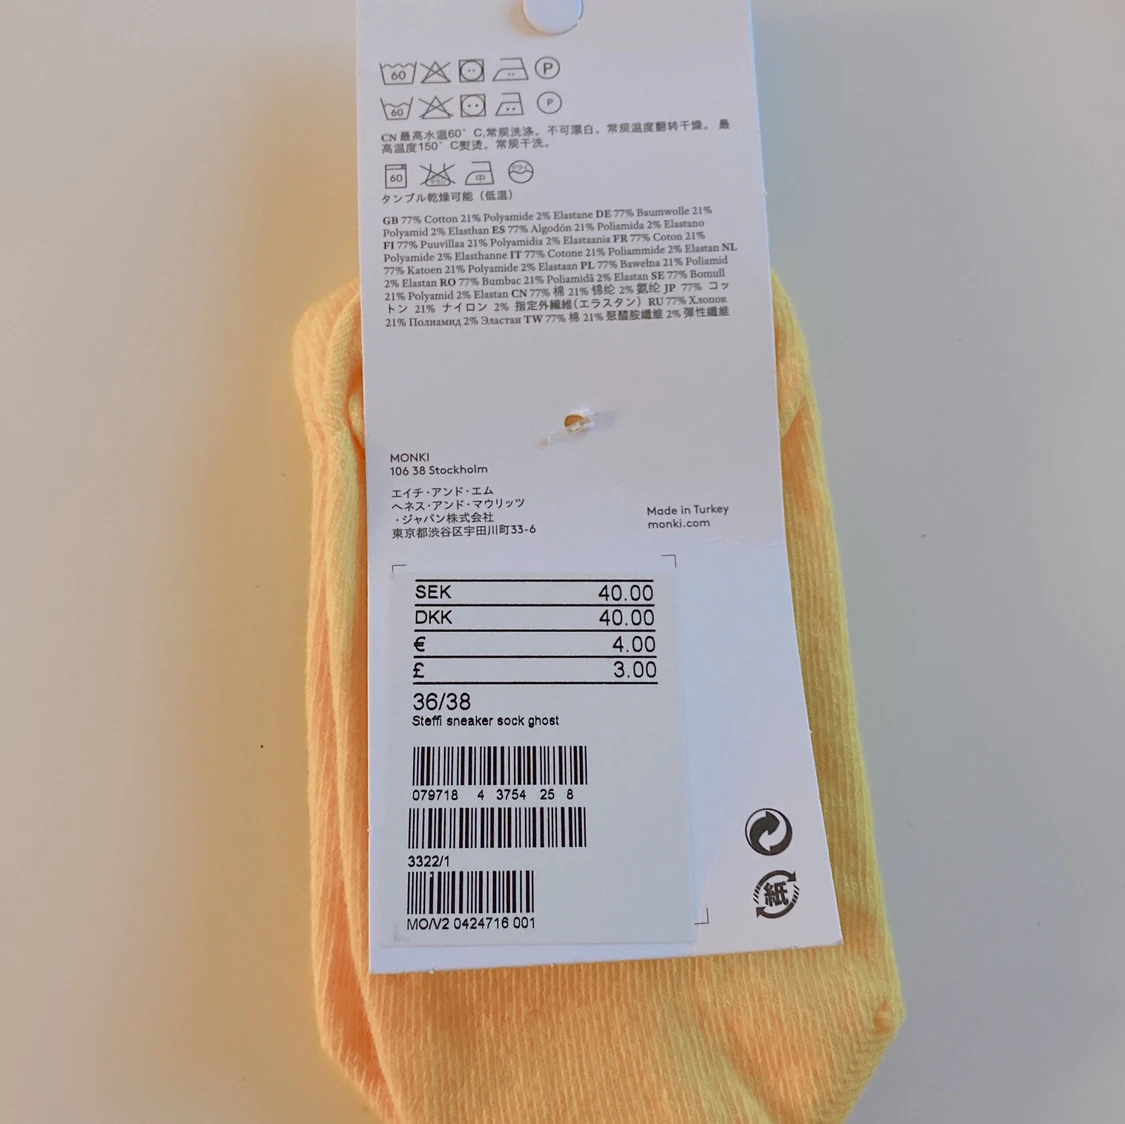 60 P
60 P
CN 最高水温60°C,常规洗涤。不可漂白。常规温度翻转干燥。 最
高温度150°C熨烫。常规干洗。
60 中 ドライ
タンブル乾燥可能（低温）
GB 77% Cotton 21% Polyamide 2% Elastane DE 77% Baumwolle 21%
Polyamid 2% Elasthan ES 77% Algodón 21% Poliamida 2% Elastano
FI 77% Puuvillaa 21% Polyamidia 2% Elastaania FR 77% Coton 21%
Polyamide 2% Elasthanne IT 77% Cotone 21% Poliammide 2% Elastan NL
77% Katoen 21% Polyamide 2% Elastaan PL 77% Bawełna 21% Poliamid
2% Elastan RO 77% Bumbac 21% Poliamidă 2% Elastan SE 77% Bomull
21% Polyamid 2% Elastan CN 77% 棉 21% 锦纶 2% 氨纶 JP 77% コッ
トン 21% ナイロン 2% 指定外繊維(エラスタン) RU 77% Хлопок
21% Полиамид 2% Эластан TW 77% 棉 21% 聚醯胺纖維 2% 彈性纖維
MONKI
106 38 Stockholm
エイチ・アンド・エム
ヘネス・アンド・マウリッツ
・ジャパン株式会社
東京都渋谷区宇田川町33-6
Made in Turkey
monki.com
SEK 40.00
DKK 40.00
€ 4.00
£ 3.00
36/38
Steffi sneaker sock ghost
079718 4 3754 25 8
3322/1
MO/V2 0424716 001
紙